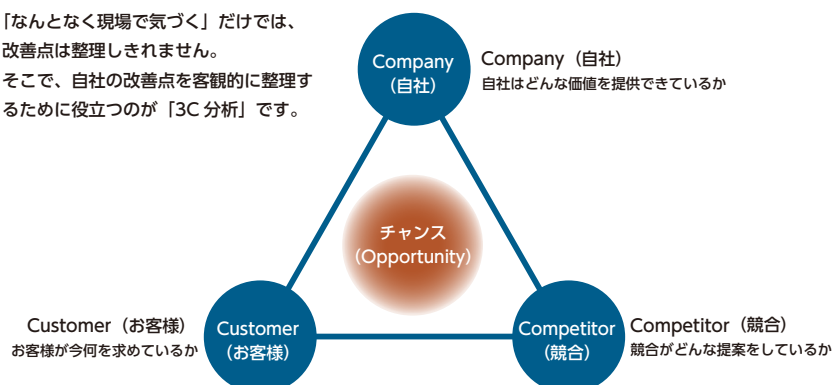 「なんとなく現場で気づく」だけでは、
改善点は整理しきれません。
そこで、自社の改善点を客観的に整理す
るために役立つのが「3C 分析」です。
Company
(自社)
Company（自社）
自社はどんな価値を提供できているか
チャンス
(Opportunity)
Customer（お客様）
お客様が今何を求めているか
Customer
(お客様)
Competitor
(競合)
Competitor（競合）
競合がどんな提案をしているか